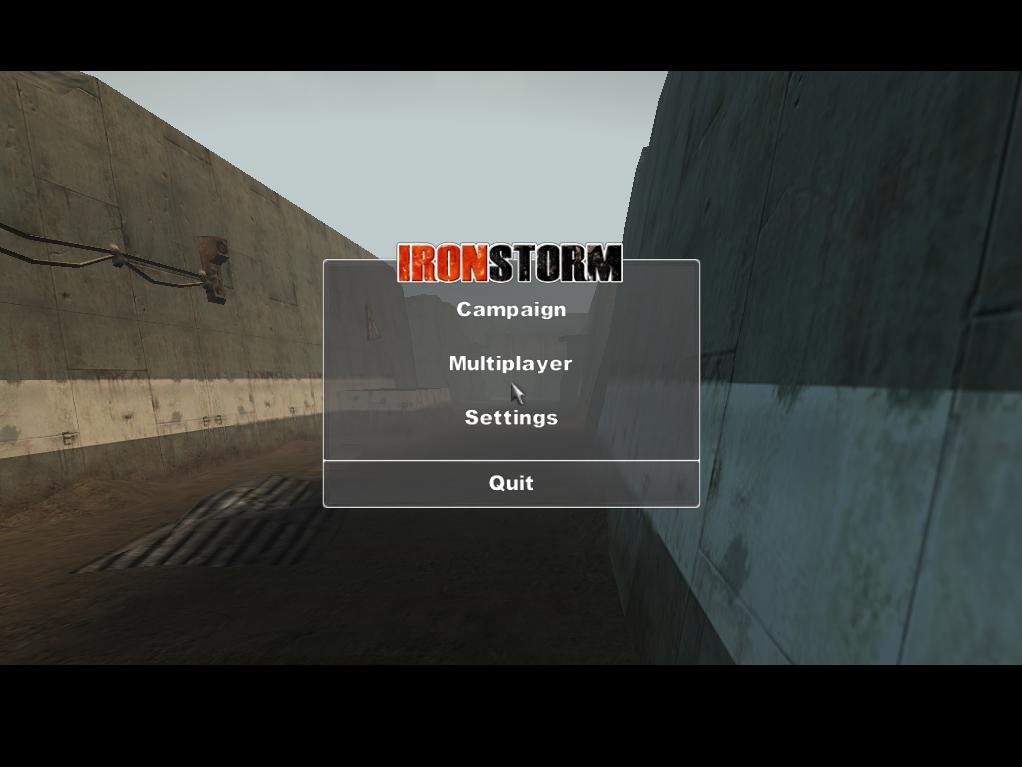 IRONSTORM
Campaign
Multiplayer
Settings
Quit